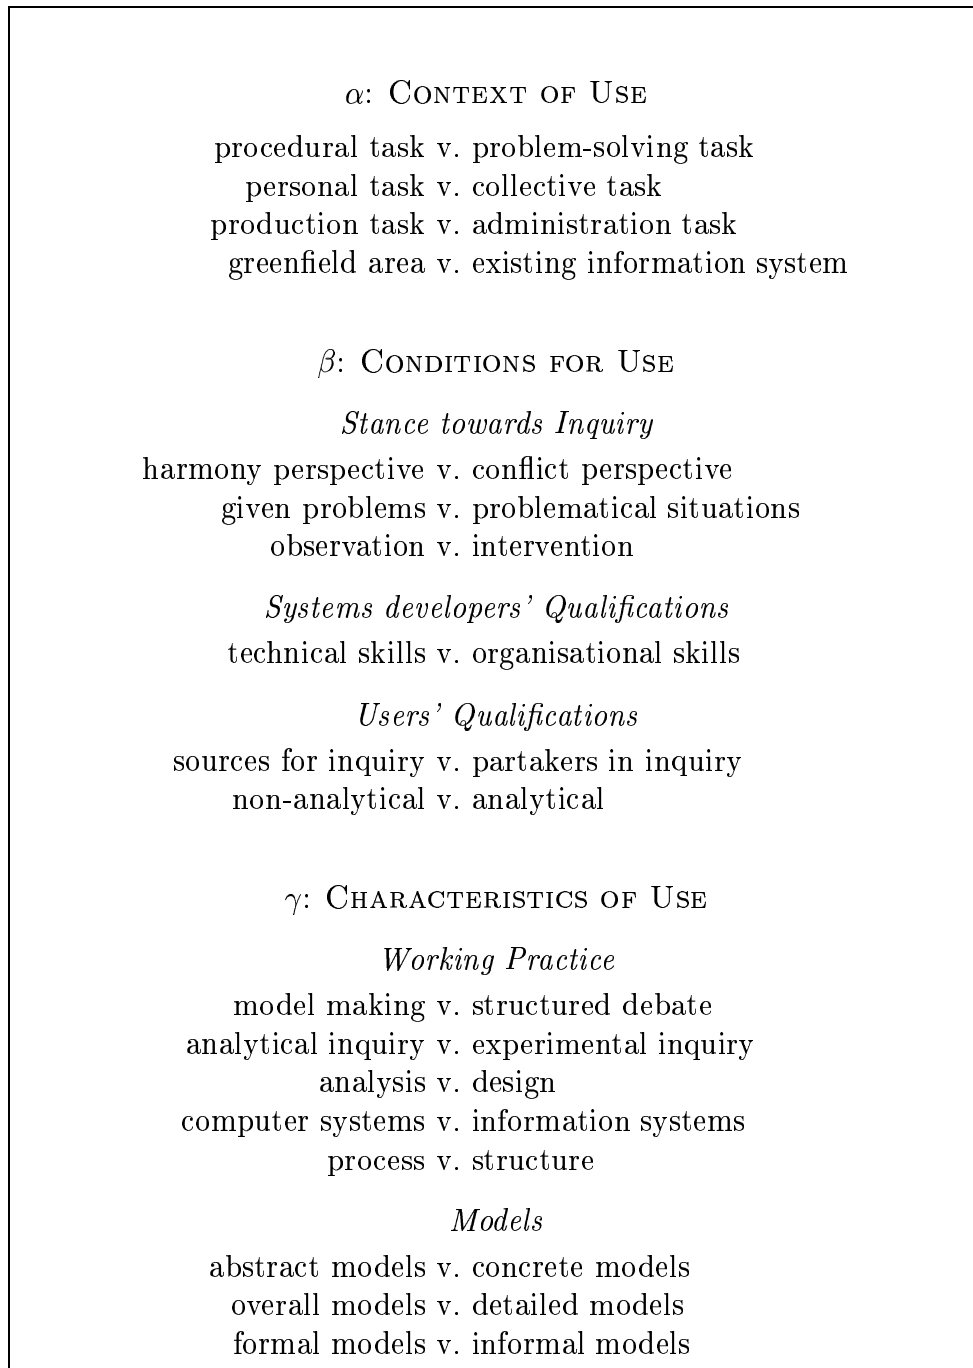 α: Context of Use
procedural task v. problem-solving task
personal task v. collective task
production task v. administration task
greenfield area v. existing information system
β: Conditions for Use
Stance towards Inquiry
harmony perspective v. conflict perspective
given problems v. problematical situations
observation v. intervention
Systems developers' Qualifications
technical skills v. organisational skills
Users' Qualifications
sources for inquiry v. partakers in inquiry
non-analytical v. analytical
γ: Characteristics of Use
Working Practice
model making v. structured debate
analytical inquiry v. experimental inquiry
analysis v. design
computer systems v. information systems
process v. structure
Models
abstract models v. concrete models
overall models v. detailed models
formal models v. informal models